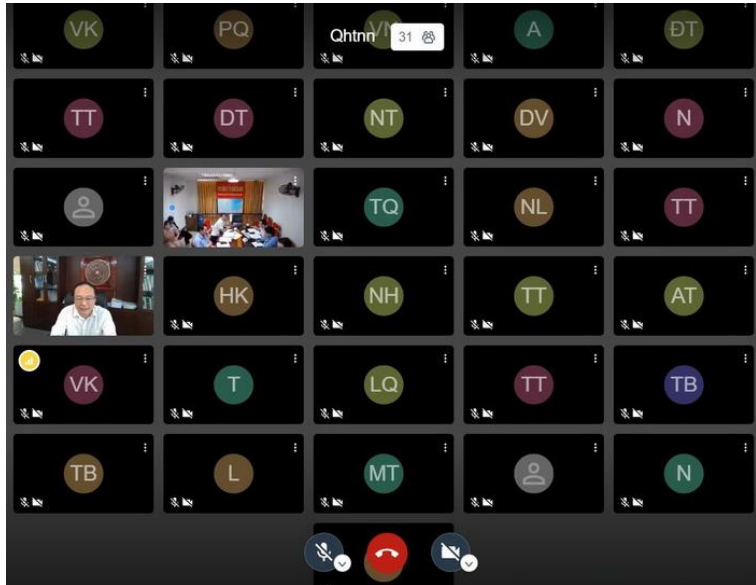 VK PQ VN A ĐT
Qhtnn 31
TT DT NT DV N
TQ NL TT
HK NH TT AT
VK T LQ TT TB
TB L MT N